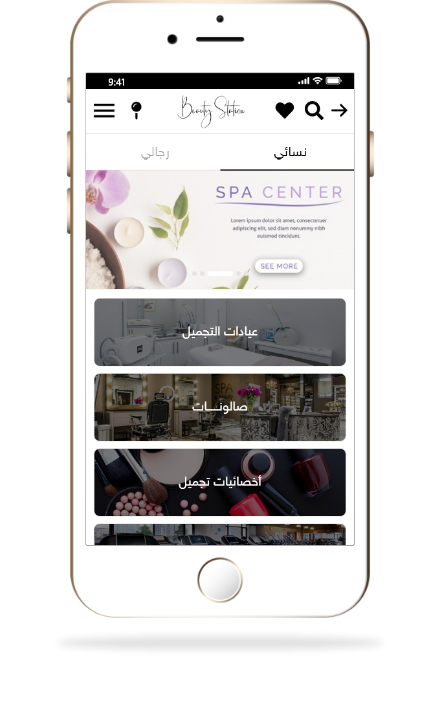 9:41
Beauty Station
نسائي
رجالي
SPA CENTER
Lorem ipsum dolor sit amet, consectetuer
adipiscing elit, sed diam nonummy nibh
euismod tincidunt.
SEE MORE
عيادات التجميل
SPA
صالونـــات
أخصائيات تجميل